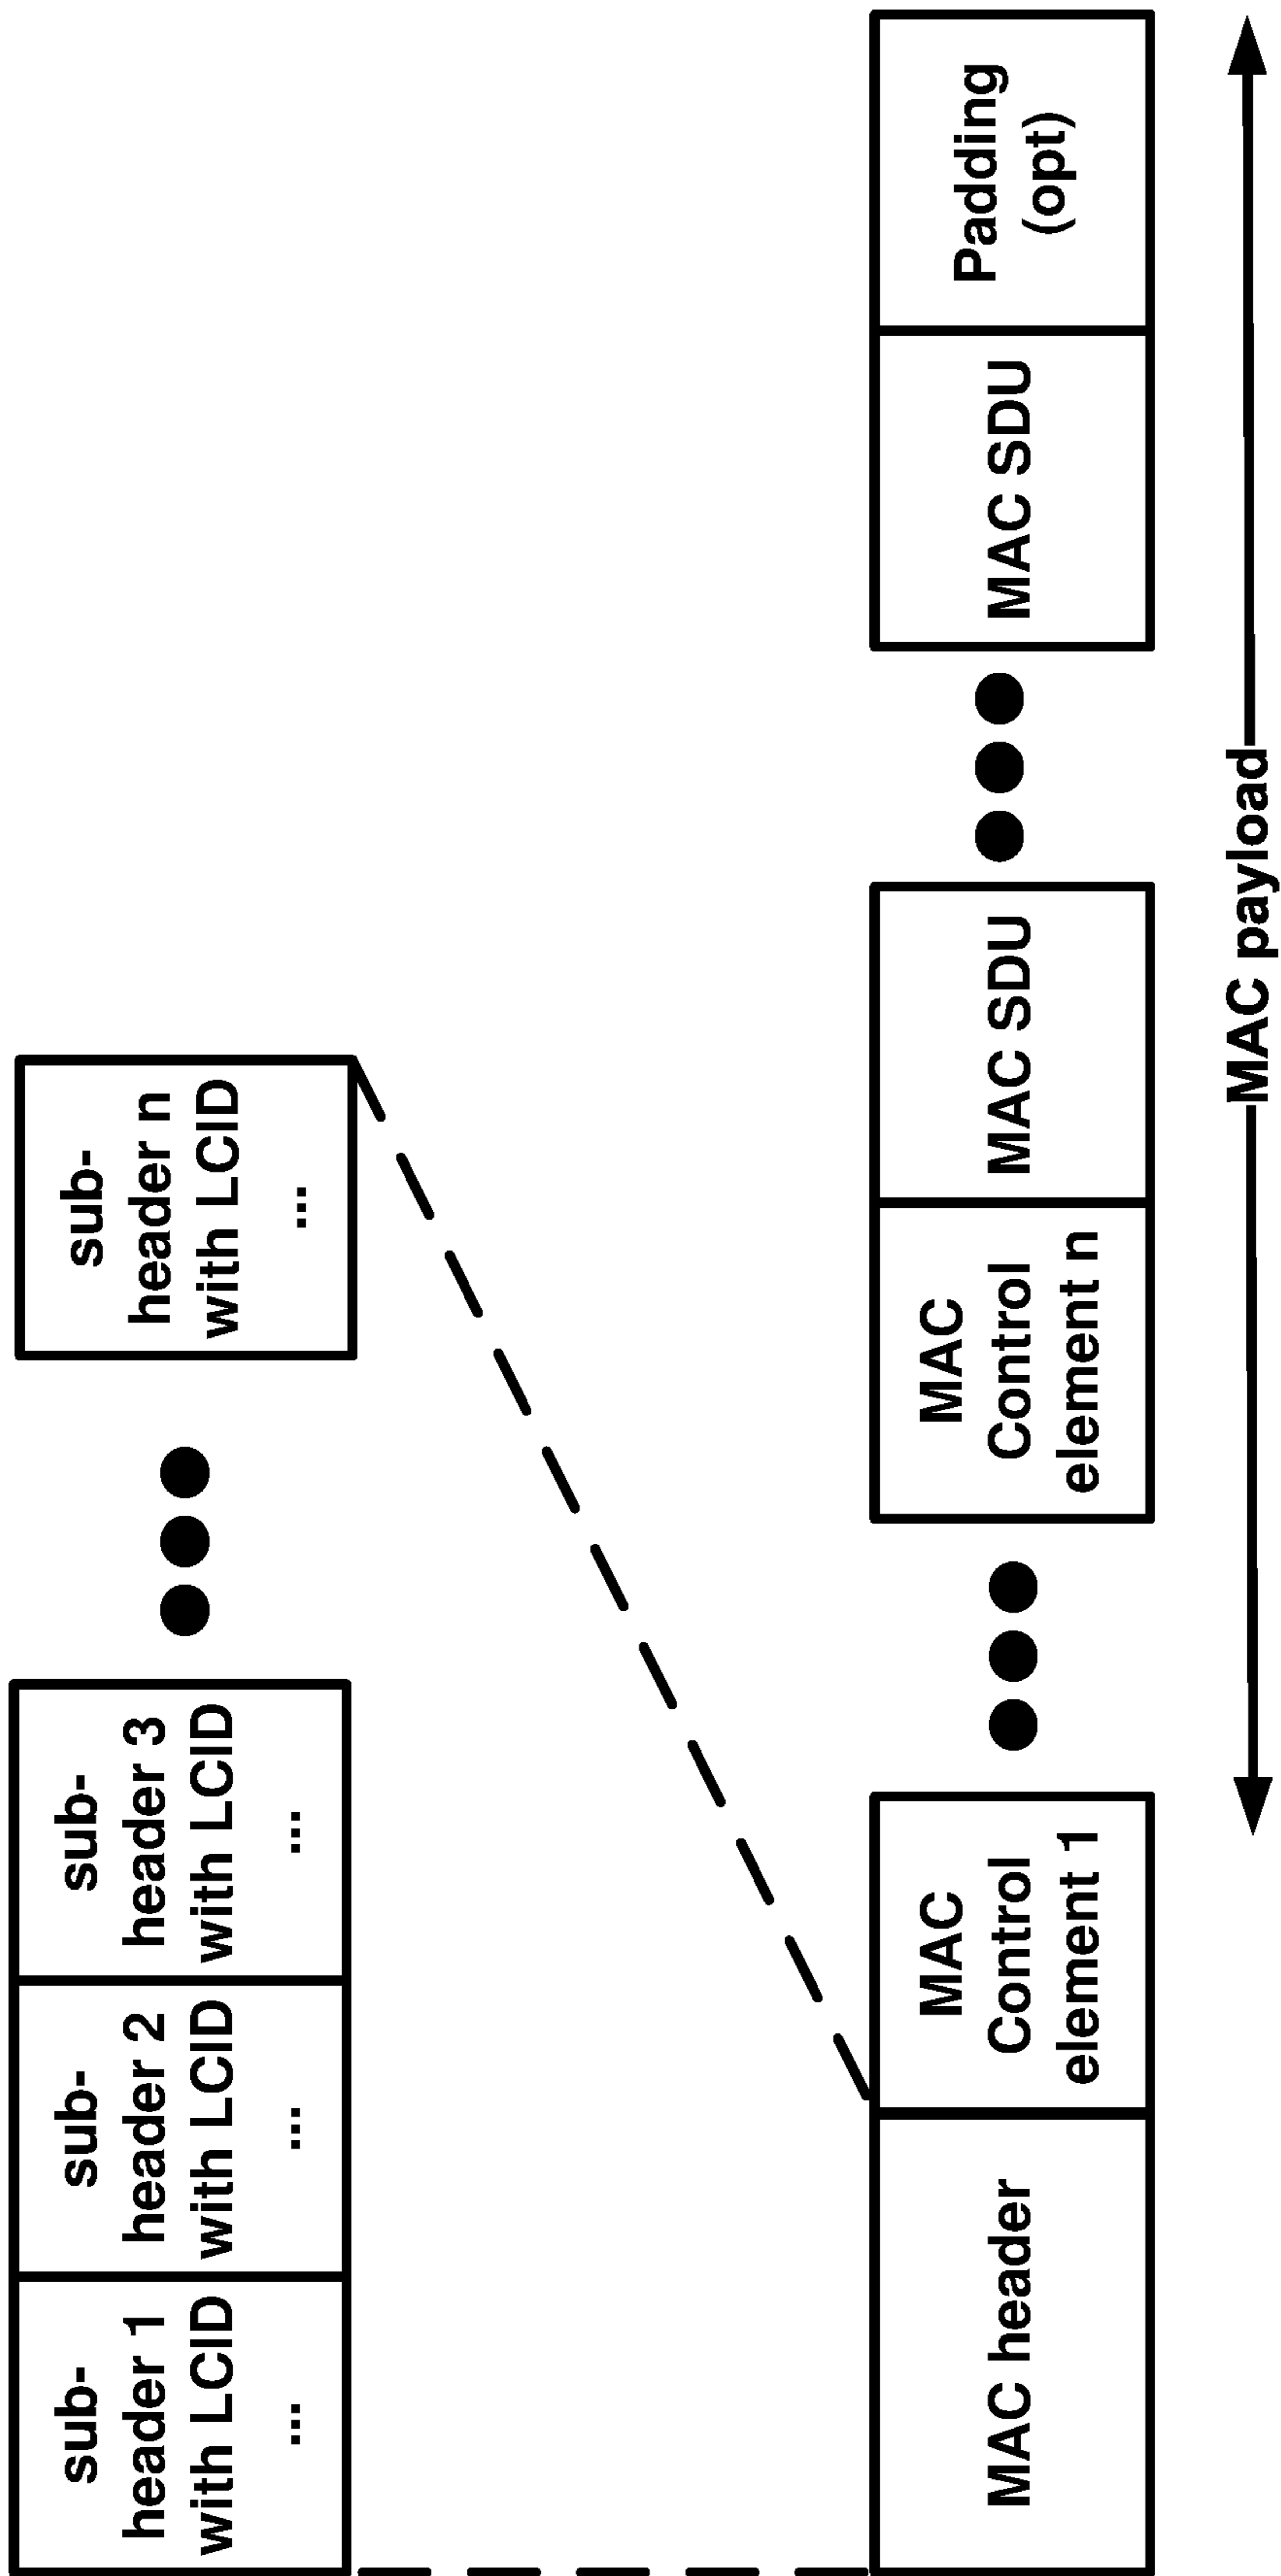 sub-
header 1
with LCID
...
sub-
header 2
with LCID
...
sub-
header 3
with LCID
...
sub-
header n
with LCID
...
MAC header
MAC
Control
element 1
MAC
Control
element n
MAC SDU
MAC SDU
Padding
(opt)
MAC payload